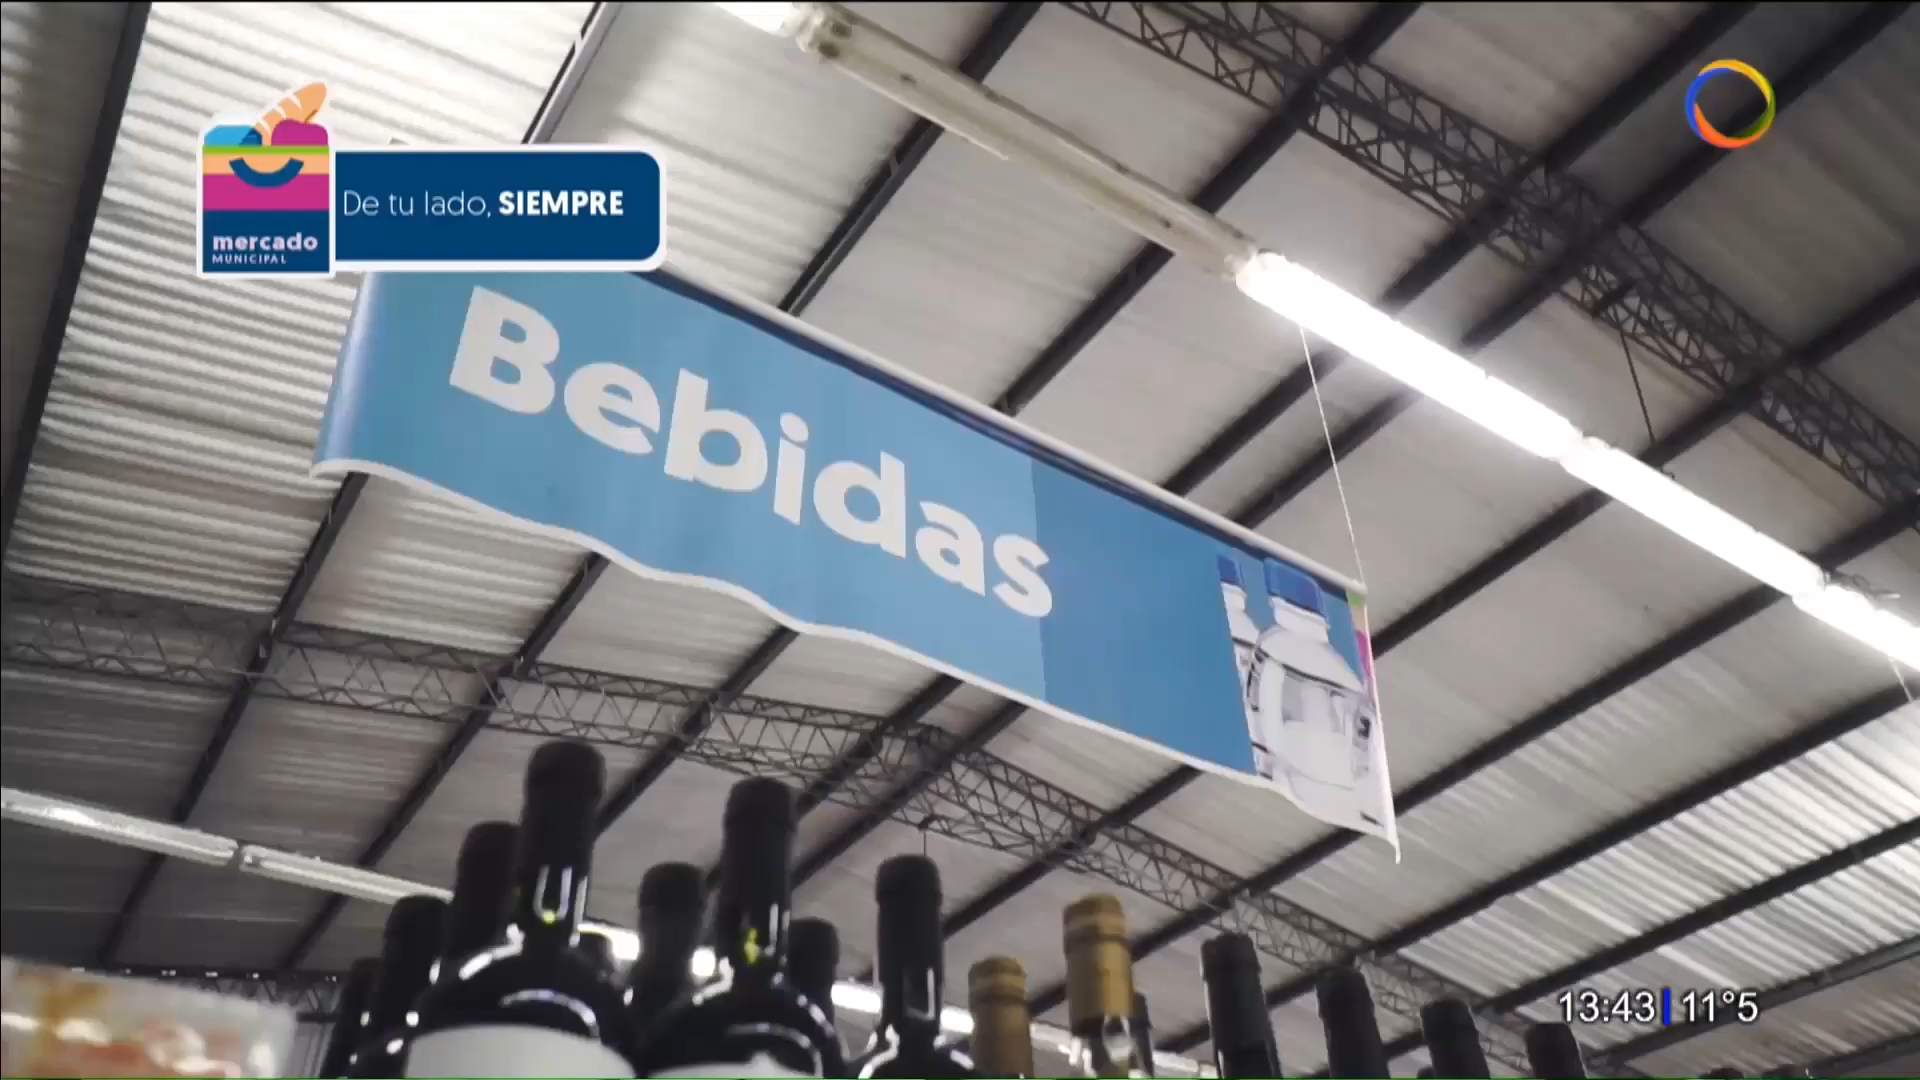 De tu lado, SIEMPRE
mercado
MUNICIPAL
Bebidas
13:43 11°5